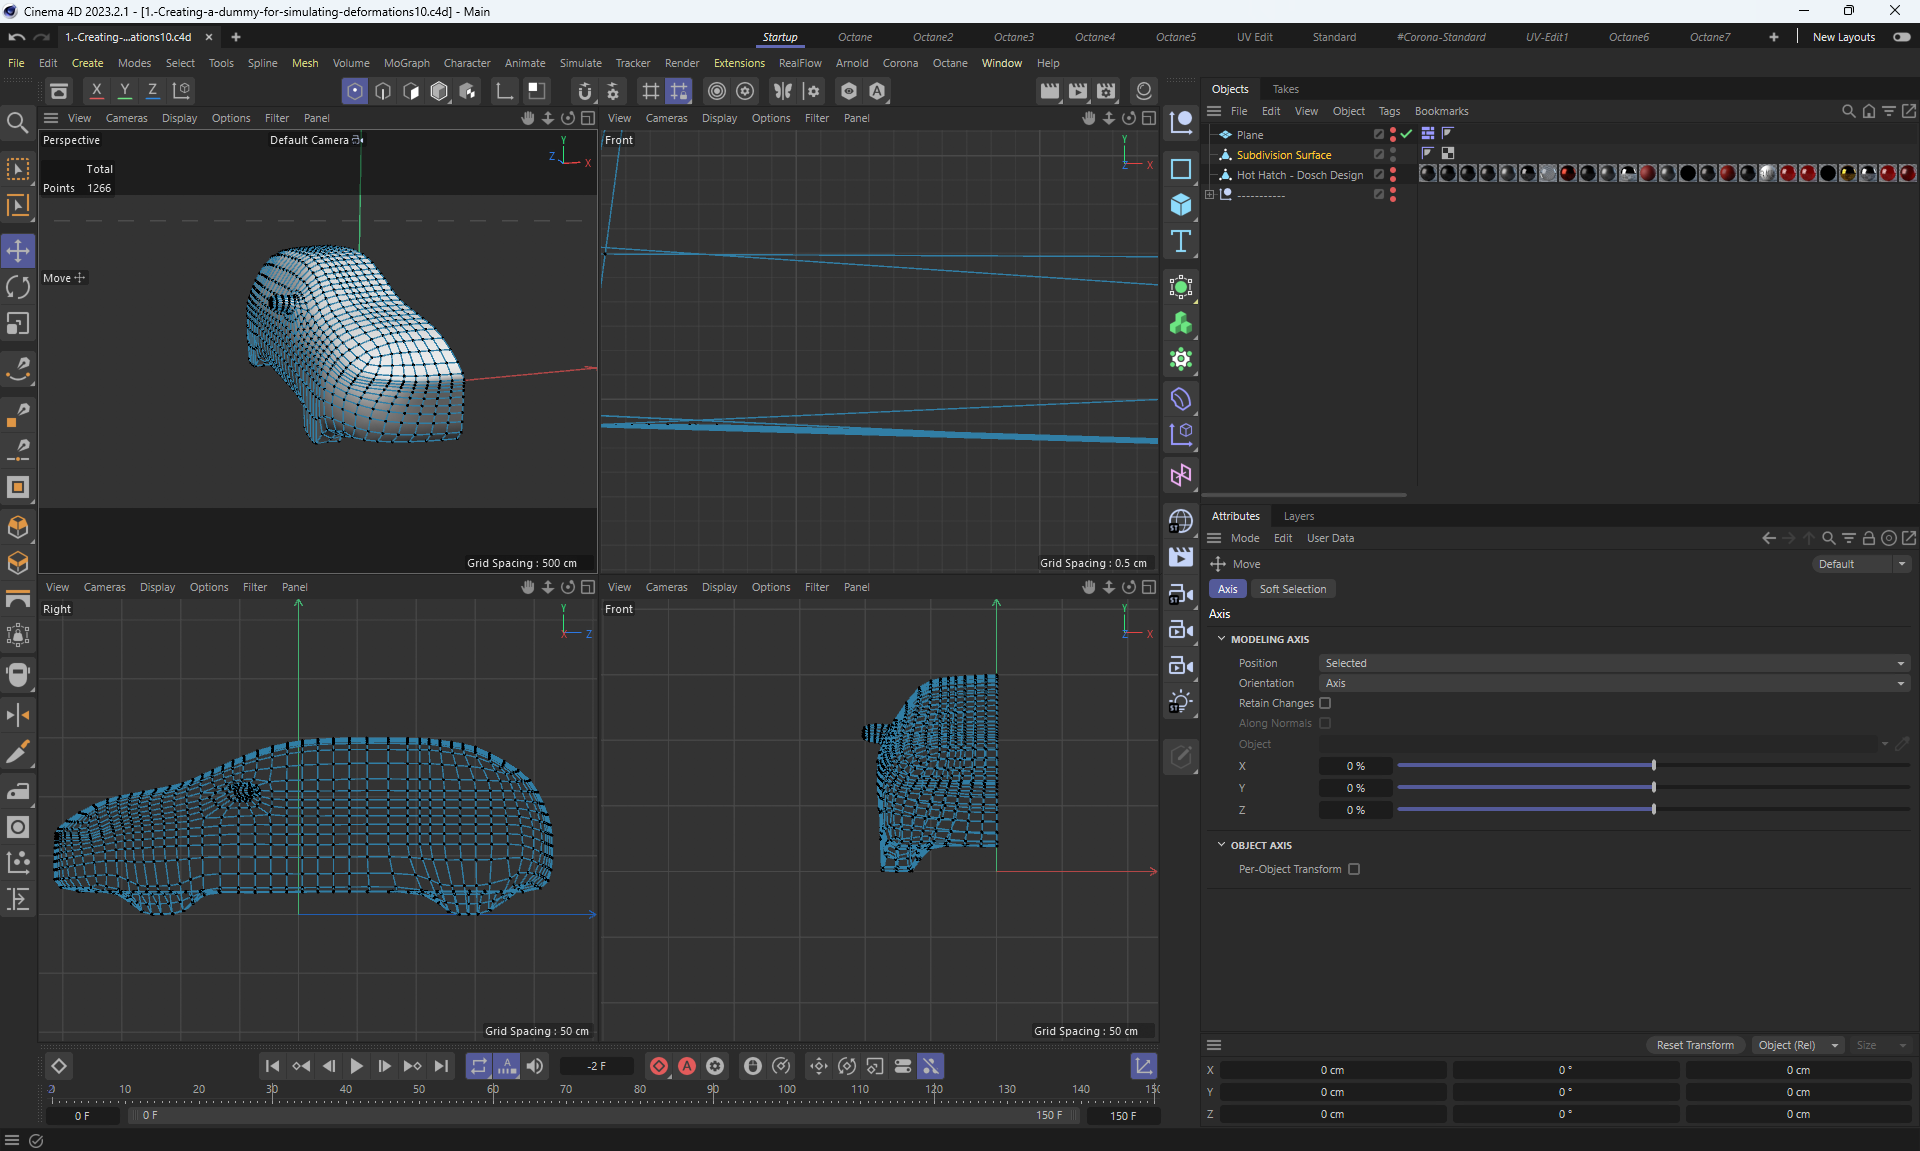 Cinema 4D 2023.2.1 - [1.-Creating-a-dummy-for-simulating-deformations10.c4d] - Main
1.-Creating-...ations10.c4d × + Startup Octane Octane2 Octane3 Octane4 Octane5 UV Edit Standard #Corona-Standard UV-Edit1 Octane6 Octane7 + New Layouts
File Edit Create Modes Select Tools Spline Mesh Volume MoGraph Character Animate Simulate Tracker Render Extensions RealFlow Arnold Corona Octane Window Help
X Y Z
Objects Takes
File Edit View Object Tags Bookmarks
Plane
Subdivision Surface
Hot Hatch - Dosch Design
-----------
View Cameras Display Options Filter Panel
Perspective Default Camera
Y
Z X
Total
Points 1266
Move
Grid Spacing : 500 cm
View Cameras Display Options Filter Panel
Front
Y
Z X
Grid Spacing : 0.5 cm
View Cameras Display Options Filter Panel
Right
Y
X Z
Grid Spacing : 50 cm
View Cameras Display Options Filter Panel
Front
Y
Z X
Grid Spacing : 50 cm
Attributes Layers
Mode Edit User Data
Move Default
Axis Soft Selection
Axis
MODELING AXIS
Position Selected
Orientation Axis
Retain Changes
Along Normals
Object
X 0 %
Y 0 %
Z 0 %
OBJECT AXIS
Per-Object Transform
Reset Transform Object (Rel) Size
X 0 cm 0 ° 0 cm
Y 0 cm 0 ° 0 cm
Z 0 cm 0 ° 0 cm
-2 F
10 20 30 40 50 60 70 80 90 100 110 120 130 140
0 F 0 F 150 F 150 F